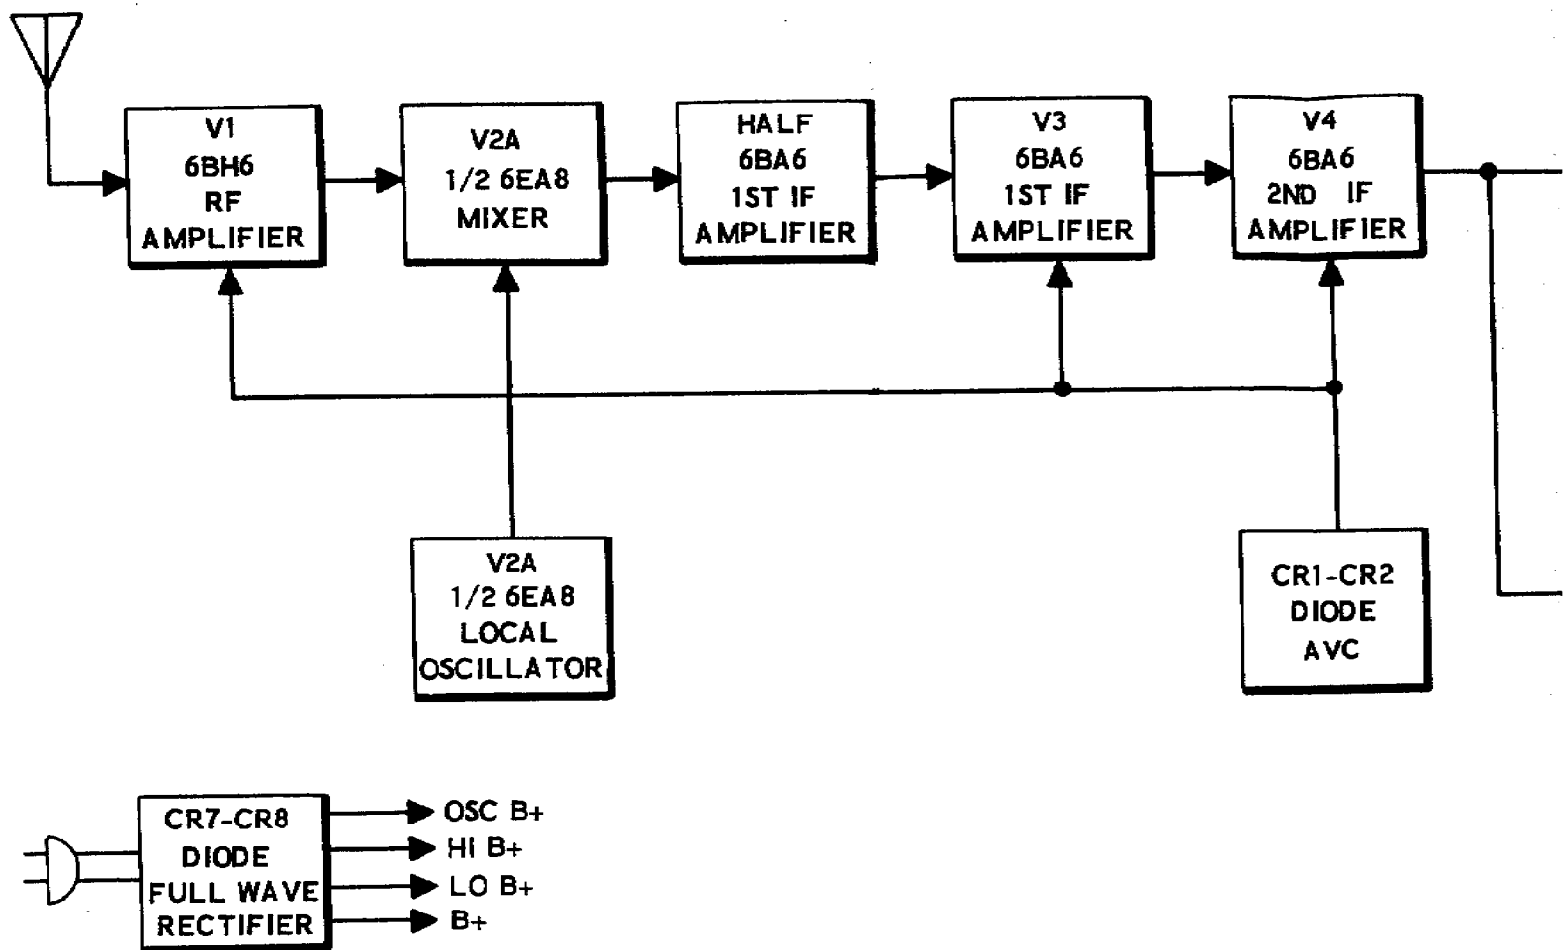 V1
6BH6
RF
AMPLIFIER
V2A
1/2 6EA8
MIXER
HALF
6BA6
1ST IF
AMPLIFIER
V3
6BA6
1ST IF
AMPLIFIER
V4
6BA6
2ND IF
AMPLIFIER
V2A
1/2 6EA8
LOCAL
OSCILLATOR
CR1-CR2
DIODE
AVC
CR7-CR8
DIODE
FULL WAVE
RECTIFIER
OSC B+
HI B+
LO B+
B+